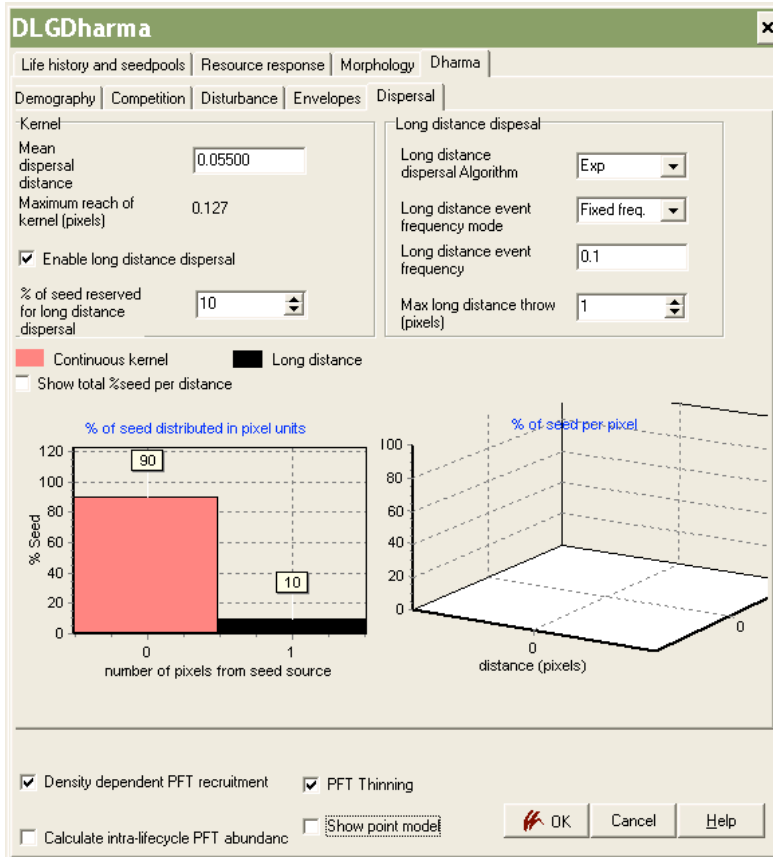 DLGDharma
Life history and seedpools
Resource response
Morphology
Dharma
Demography
Competition
Disturbance
Envelopes
Dispersal
Kernel
Mean
dispersal
distance
0.05500
Maximum reach of
kernel (pixels)
0.127
Enable long distance dispersal
% of seed reserved
for long distance
dispersal
10
Long distance dispesal
Long distance
dispersal Algorithm
Exp
Long distance event
frequency mode
Fixed freq.
Long distance event
frequency
0.1
Max long distance throw
(pixels)
1
Continuous kernel
Long distance
Show total %seed per distance
% of seed distributed in pixel units
120
100
80
60
40
20
0
% Seed
90
10
0
1
number of pixels from seed source
% of seed per pixel
100
80
60
40
20
0
0
0
distance (pixels)
Density dependent PFT recruitment
PFT Thinning
Calculate intra-lifecycle PFT abundanc
Show point model
OK
Cancel
Help